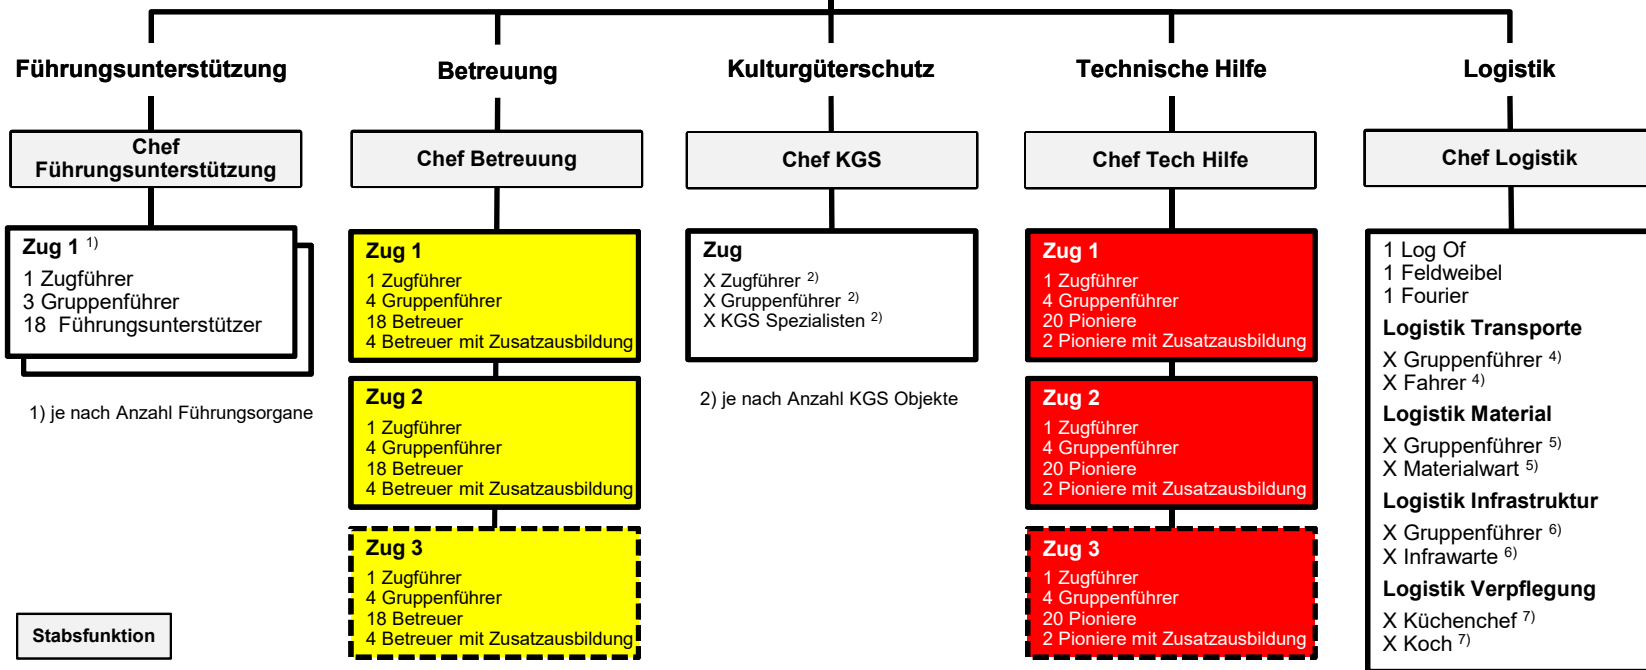 Führungsunterstützung
Betreuung
Kulturgüterschutz
Technische Hilfe
Logistik
Chef
Führungsunterstützung
Chef Betreuung
Chef KGS
Chef Tech Hilfe
Chef Logistik
Zug 1 1)
1 Zugführer
3 Gruppenführer
18 Führungsunterstützer
1) je nach Anzahl Führungsorgane
Zug 1
1 Zugführer
4 Gruppenführer
18 Betreuer
4 Betreuer mit Zusatzausbildung
Zug 2
1 Zugführer
4 Gruppenführer
18 Betreuer
4 Betreuer mit Zusatzausbildung
Zug 3
1 Zugführer
4 Gruppenführer
18 Betreuer
4 Betreuer mit Zusatzausbildung
Zug
X Zugführer 2)
X Gruppenführer 2)
X KGS Spezialisten 2)
2) je nach Anzahl KGS Objekte
Zug 1
1 Zugführer
4 Gruppenführer
20 Pioniere
2 Pioniere mit Zusatzausbildung
Zug 2
1 Zugführer
4 Gruppenführer
20 Pioniere
2 Pioniere mit Zusatzausbildung
Zug 3
1 Zugführer
4 Gruppenführer
20 Pioniere
2 Pioniere mit Zusatzausbildung
1 Log Of
1 Feldweibel
1 Fourier
Logistik Transporte
X Gruppenführer 4)
X Fahrer 4)
Logistik Material
X Gruppenführer 5)
X Materialwart 5)
Logistik Infrastruktur
X Gruppenführer 6)
X Infrawarte 6)
Logistik Verpflegung
X Küchenchef 7)
X Koch 7)
Stabsfunktion